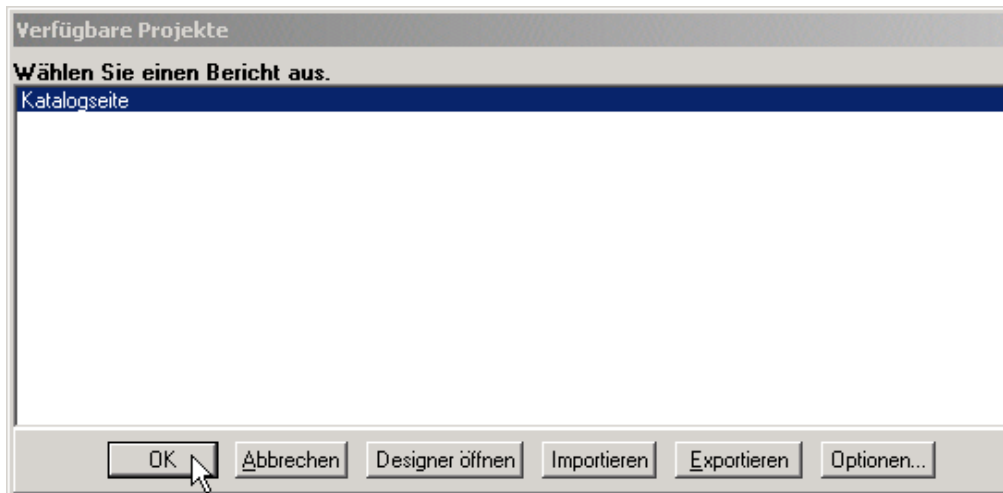 Verfügbare Projekte
Wählen Sie einen Bericht aus.
Katalogseite
OK Abbrechen Designer öffnen Importieren Exportieren Optionen...